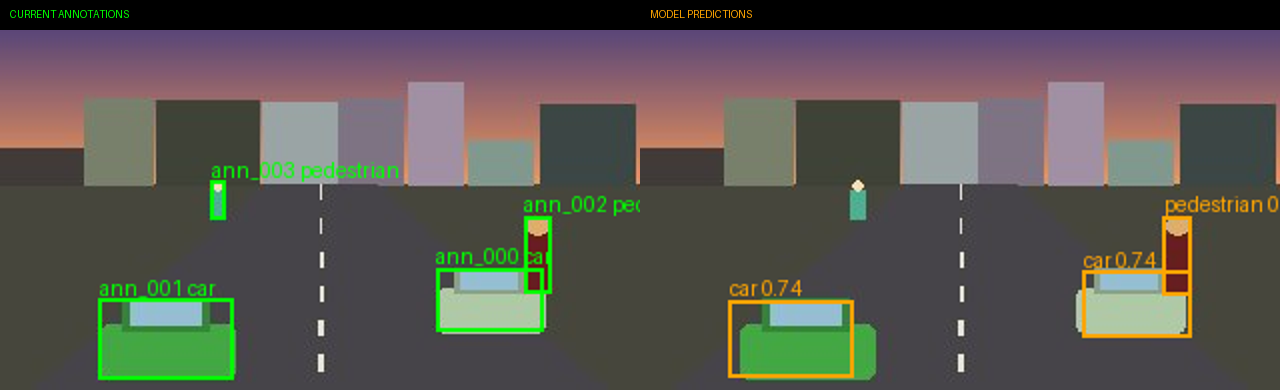 CURRENT ANNOTATIONS
MODEL PREDICTIONS
ann_003 pedestrian
ann_002 ped
pedestrian 0
ann_000 car
car 0.74
ann_001 car
car 0.74